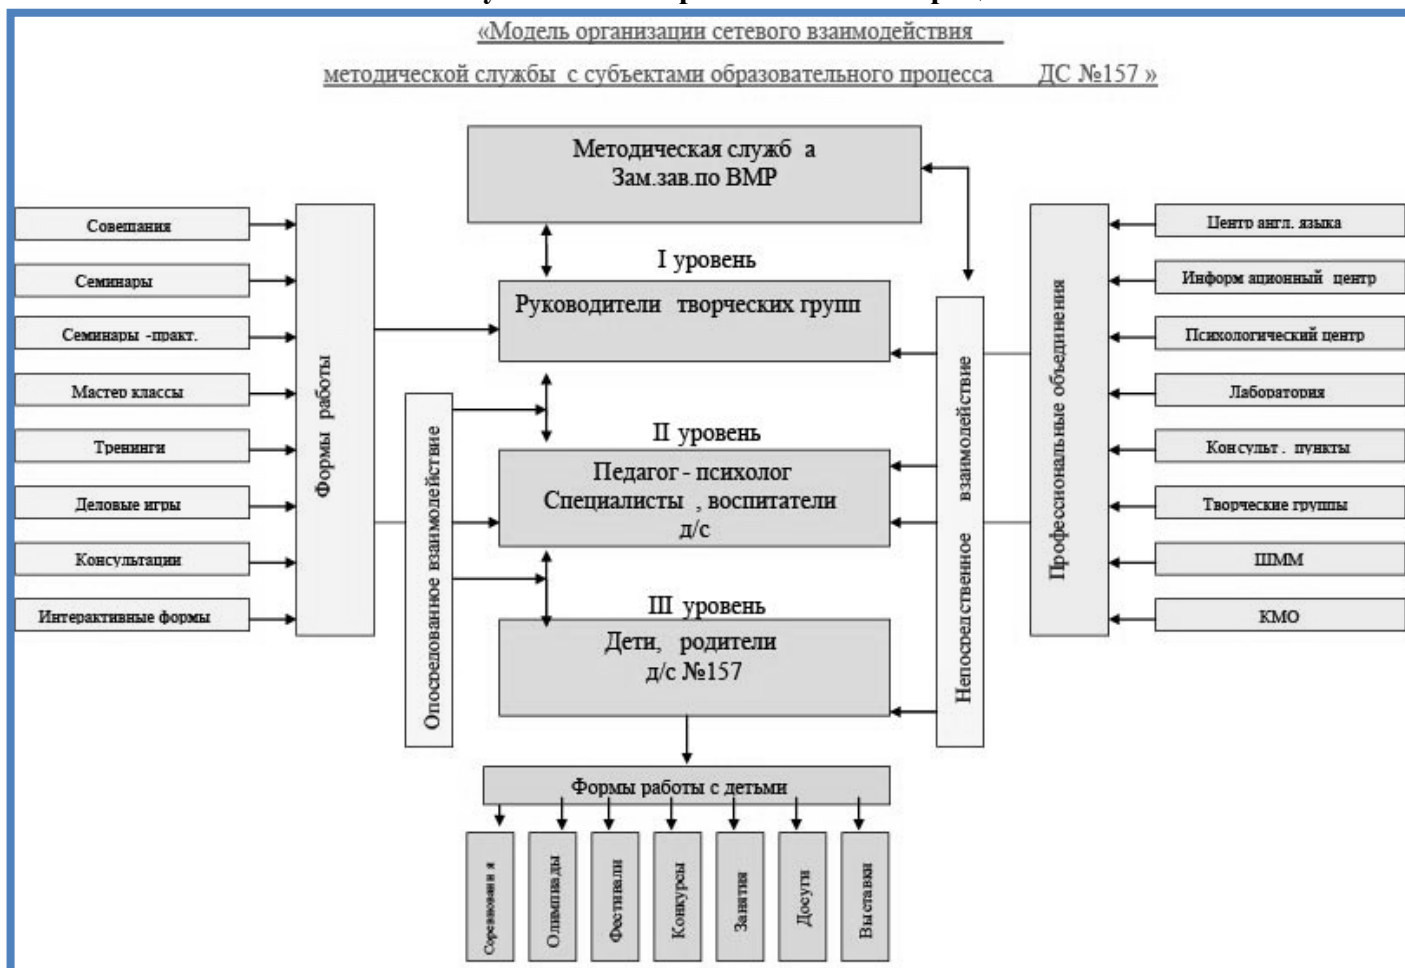 «Модель организации сетевого взаимодействия
методической службы с субъектами образовательного процесса ДС №157 »
Методическая служб а
Зам.зав.по ВМР
I уровень
Руководители творческих групп
II уровень
Педагог - психолог
Специалисты , воспитатели
д/с
III уровень
Дети, родители
д/с №157
Совещания
Семинары
Семинары -практ.
Мастер классы
Тренинги
Деловые игры
Консультации
Интерактивные формы
Формы работы
Опосредованное взаимодействие
Непосредственное взаимодействие
Профессиональные объединения
Центр англ. языка
Информ ационный центр
Психологический центр
Лаборатория
Консульт . пункты
Творческие группы
ШММ
КМО
Формы работы с детьми
Соревновани я
Олимпиады
Фестивали
Конкурсы
Занятия
Досуги
Выставки